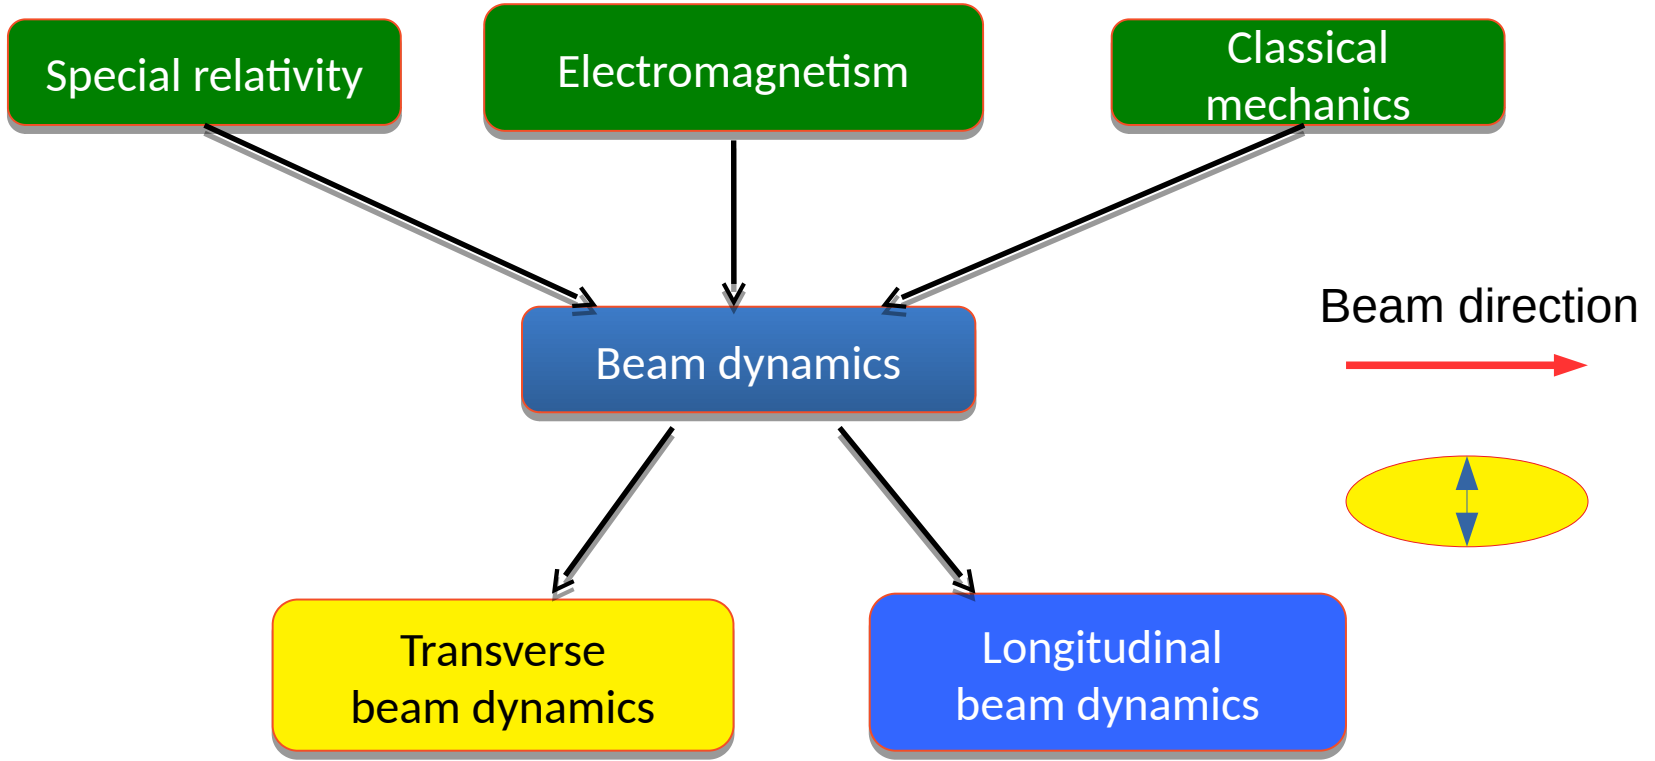 Special relativity
Electromagnetism
Classical
mechanics
Beam direction
Beam dynamics
Transverse
beam dynamics
Longitudinal
beam dynamics